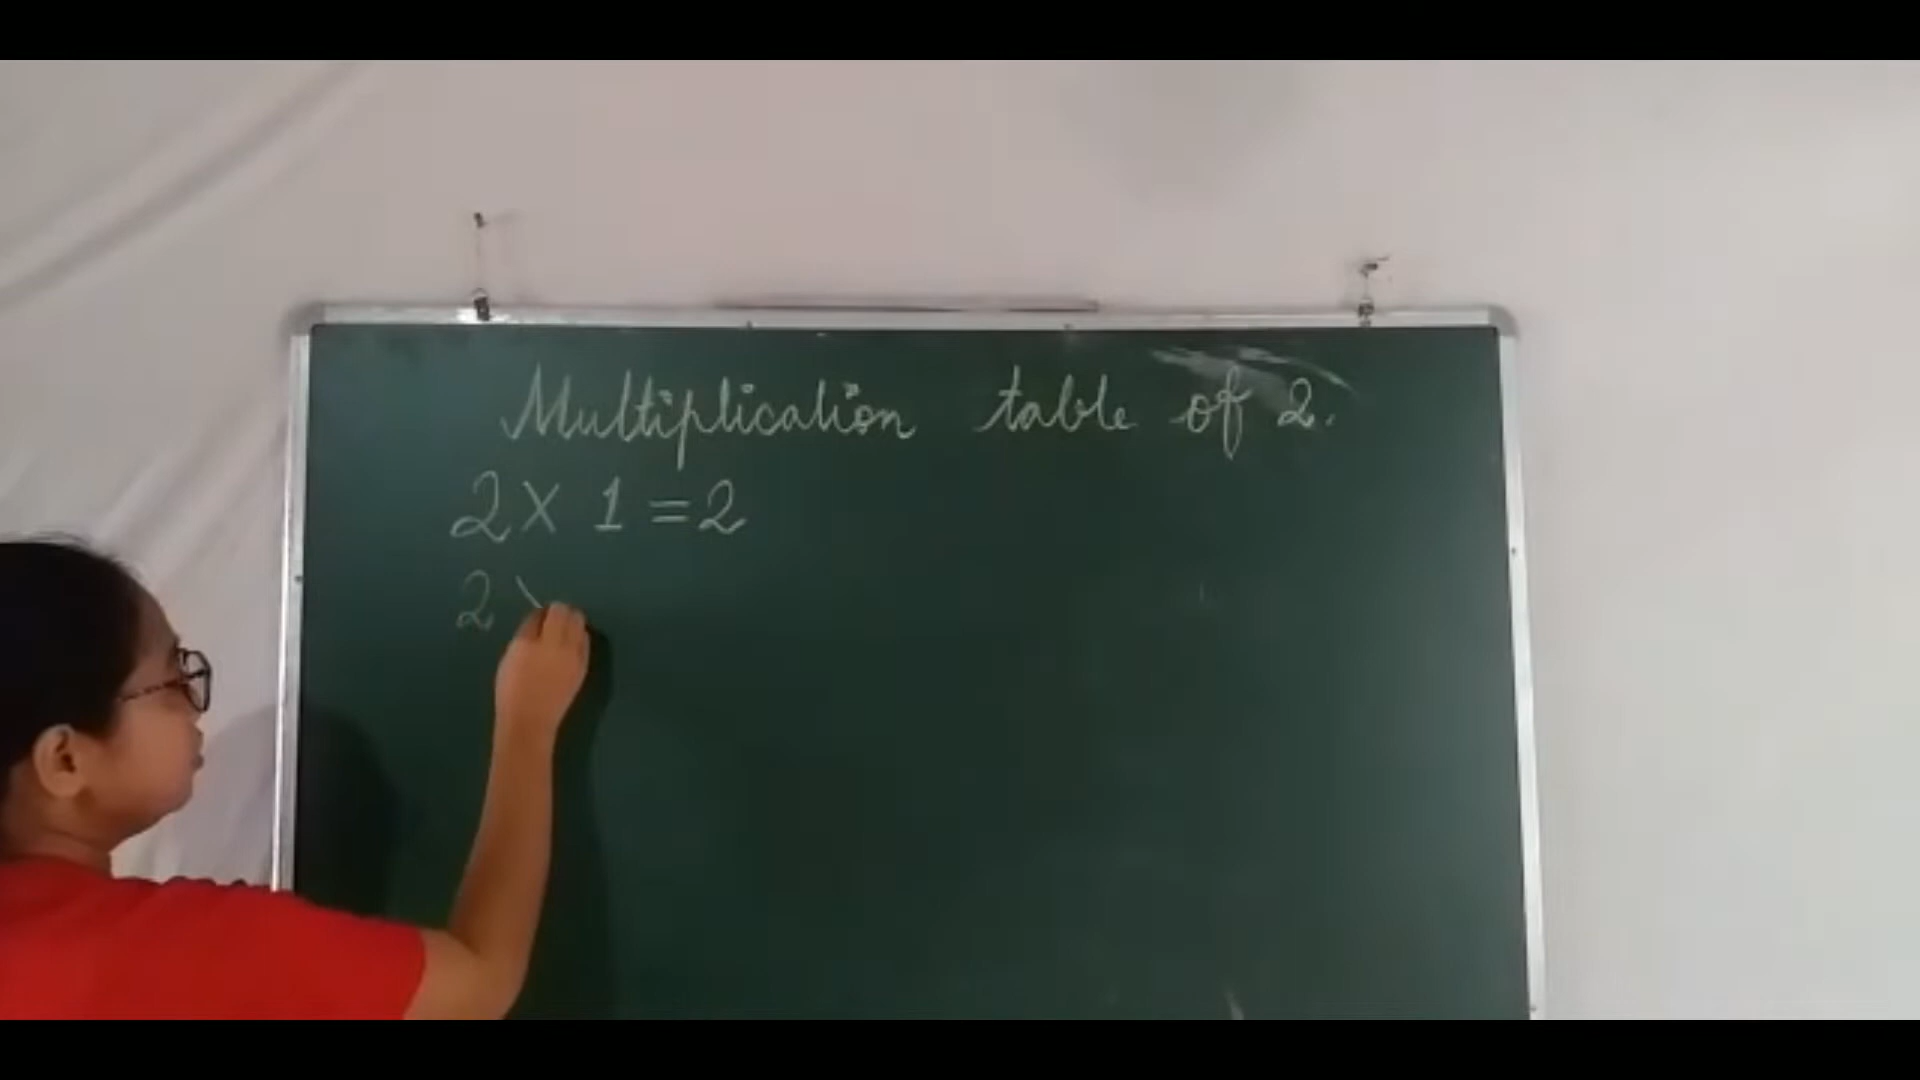 Multiplication table of 2.
2 X 1 = 2
2